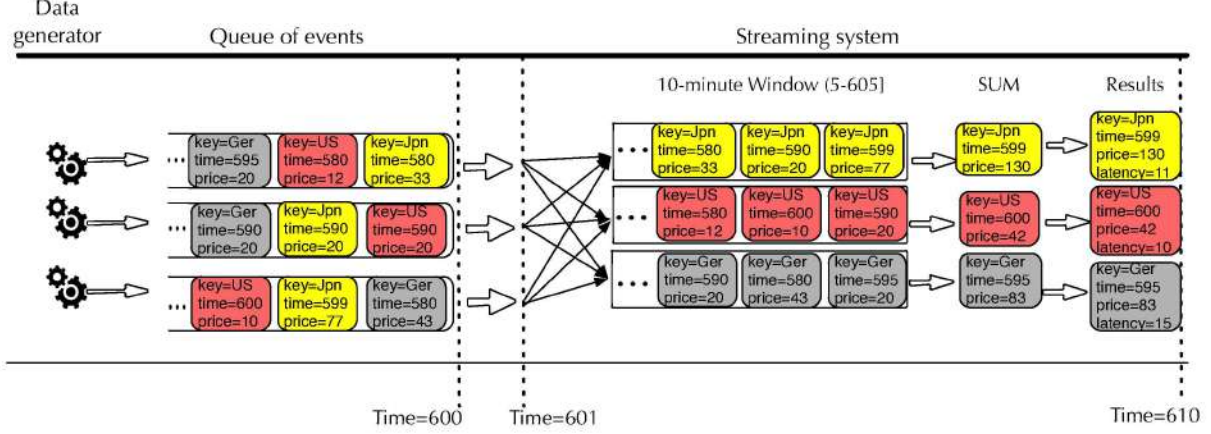 Data
generator
Queue of events
Streaming system
10-minute Window (5-605]
SUM
Results
key=Ger
time=595
price=20
key=US
time=580
price=12
key=Jpn
time=580
price=33
key=Ger
time=590
price=20
key=Jpn
time=590
price=20
key=US
time=590
price=20
key=US
time=600
price=10
key=Jpn
time=599
price=77
key=Ger
time=580
price=43
key=Jpn
time=580
price=33
key=Jpn
time=590
price=20
key=Jpn
time=599
price=77
key=Jpn
time=599
price=130
key=Jpn
time=599
price=130
latency=11
key=US
time=580
price=12
key=US
time=600
price=10
key=US
time=590
price=20
key=US
time=600
price=42
key=US
time=600
price=42
latency=10
key=Ger
time=590
price=20
key=Ger
time=580
price=43
key=Ger
time=595
price=20
key=Ger
time=595
price=83
key=Ger
time=595
price=83
latency=15
Time=600
Time=601
Time=610